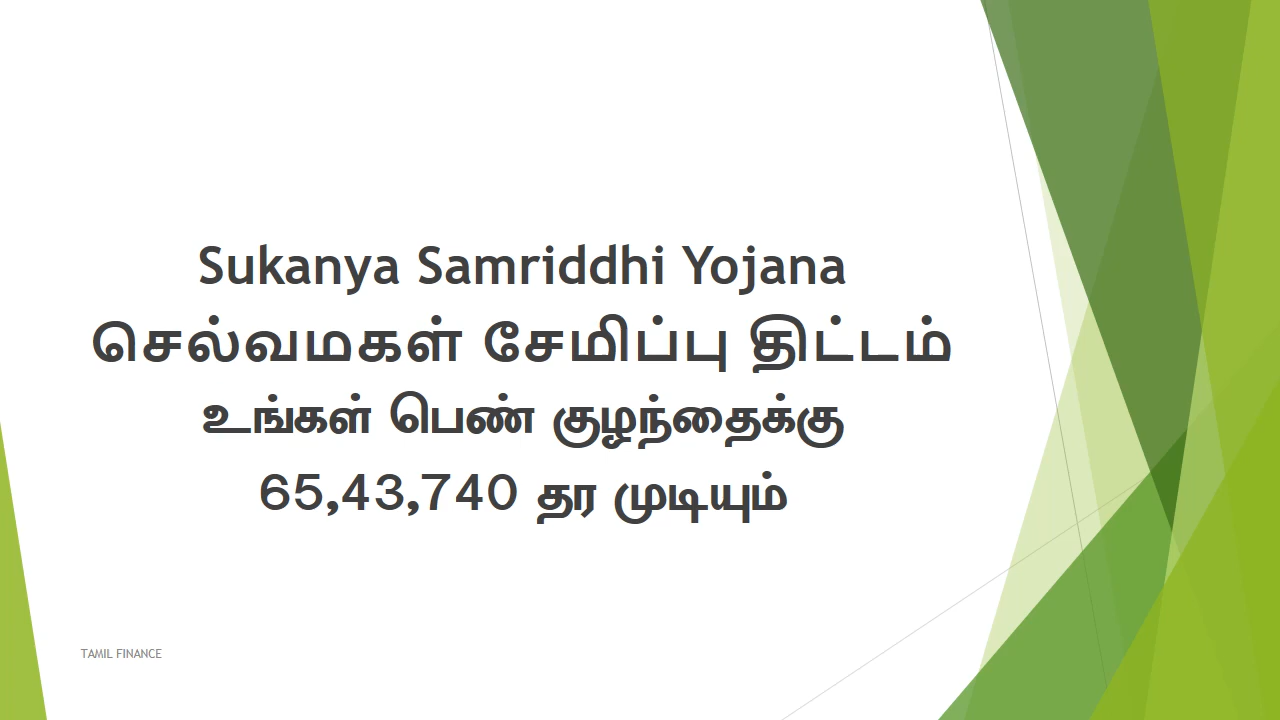 Sukanya Samriddhi Yojana
செல்வமகள் சேமிப்பு திட்டம்
உங்கள் பெண் குழந்தைக்கு
65,43,740 தர முடியும்
TAMIL FINANCE